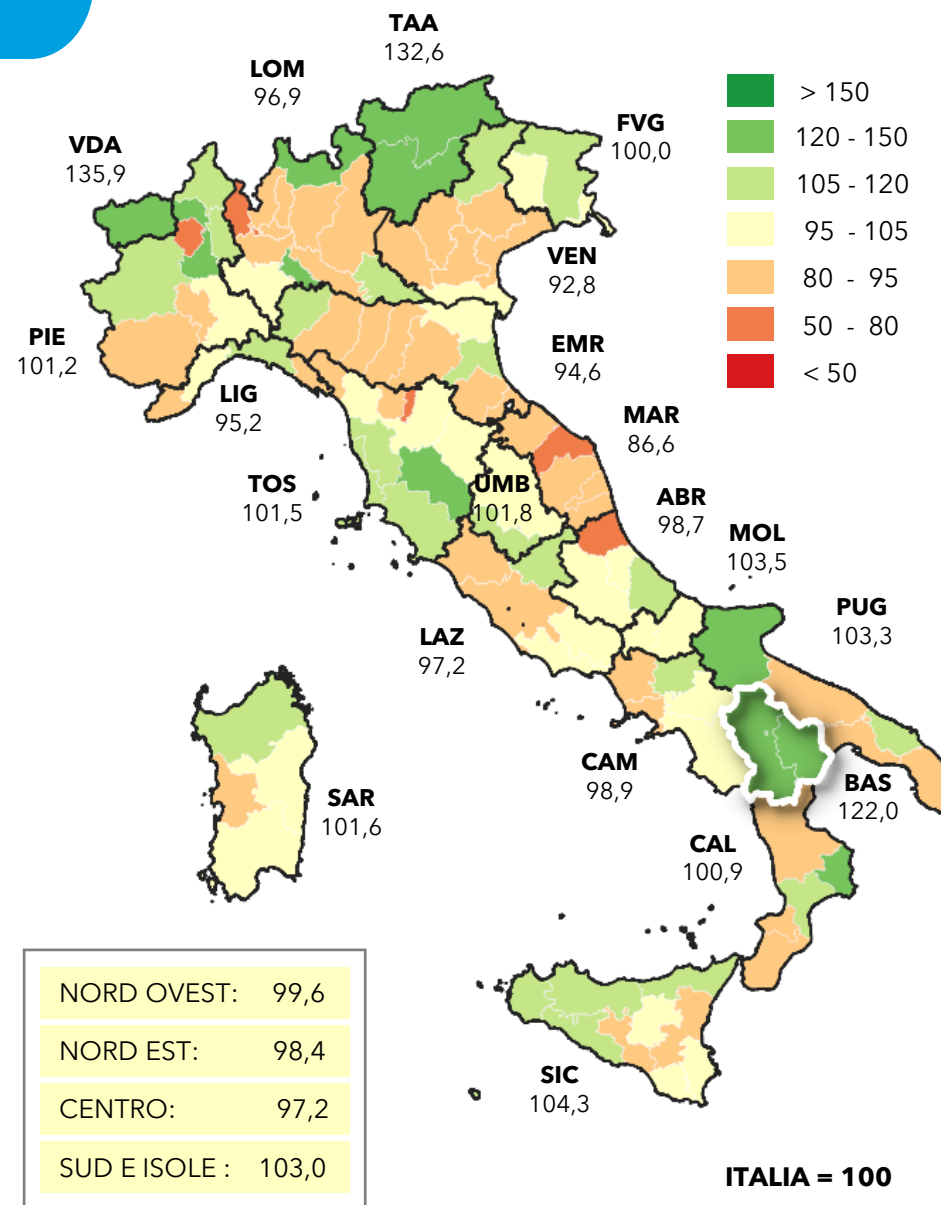 TAA
132,6
LOM
96,9
VDA
135,9
FVG
100,0
> 150
120 - 150
105 - 120
95 - 105
80 - 95
50 - 80
< 50
VEN
92,8
PIE
101,2
EMR
94,6
LIG
95,2
MAR
86,6
TOS
101,5
UMB
101,8
ABR
98,7
MOL
103,5
PUG
103,3
LAZ
97,2
CAM
98,9
BAS
122,0
SAR
101,6
CAL
100,9
SIC
104,3
NORD OVEST: 99,6
NORD EST: 98,4
CENTRO: 97,2
SUD E ISOLE : 103,0
ITALIA = 100